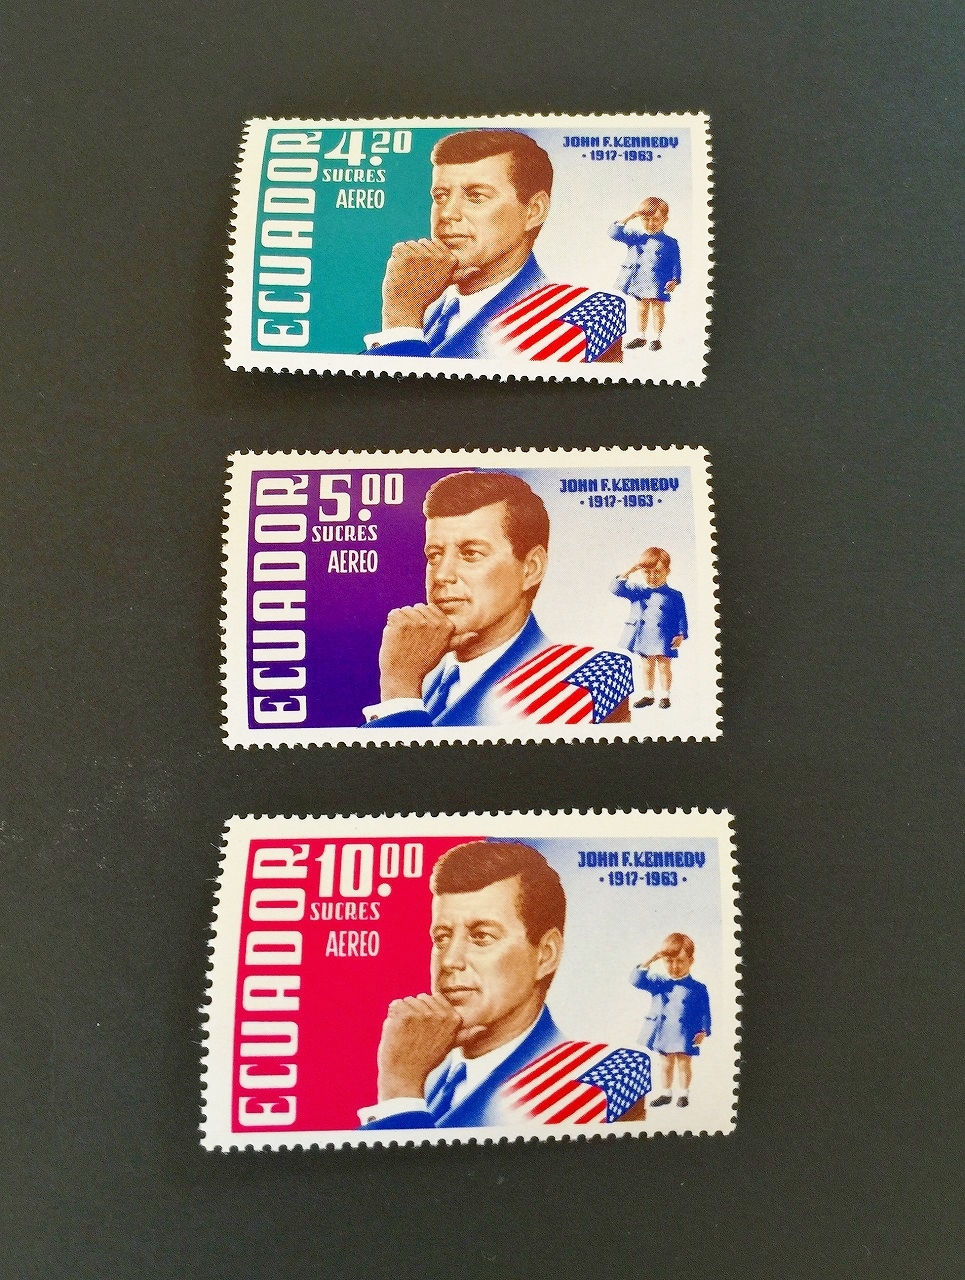 ECUADOR
4.20
SUCRES
AEREO
JOHN F. KENNEDY
· 1917-1963 ·
ECUADOR
5.00
SUCRES
AEREO
JOHN F. KENNEDY
· 1917-1963 ·
ECUADOR
10.00
SUCRES
AEREO
JOHN F. KENNEDY
· 1917-1963 ·